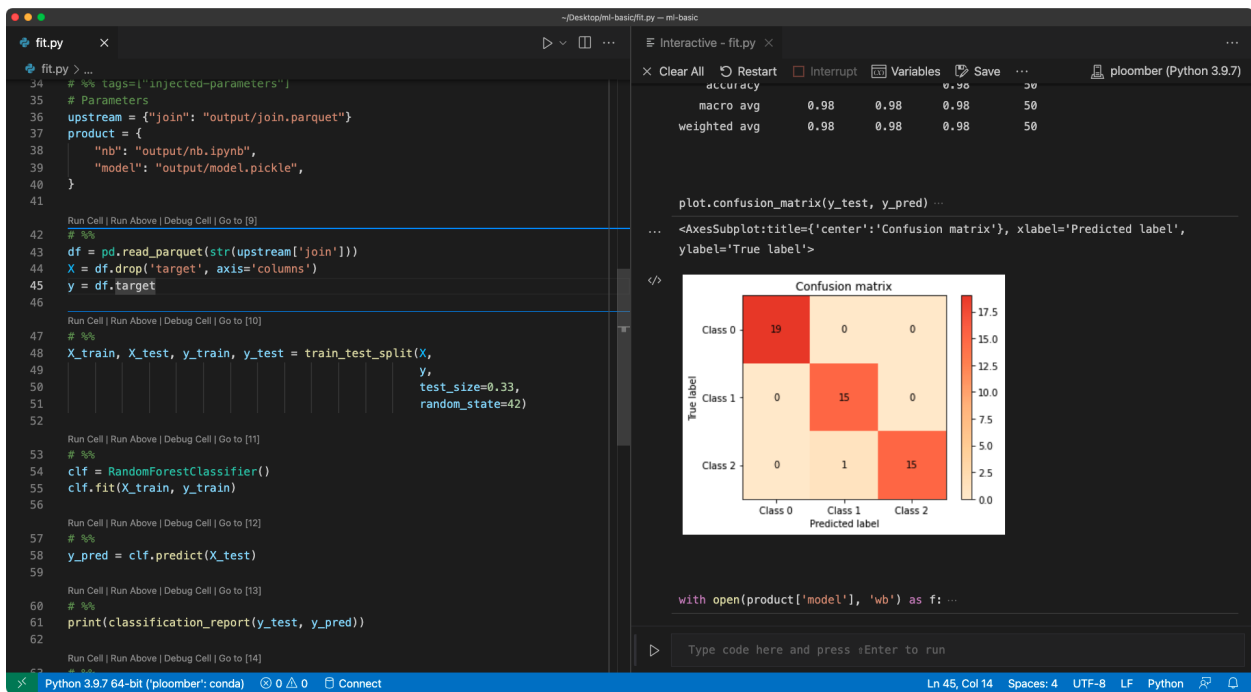 ~/Desktop/ml-basic/fit.py — ml-basic
fit.py
fit.py > ...
34 # %% tags=["injected-parameters"]
35 # Parameters
36 upstream = {"join": "output/join.parquet"}
37 product = {
38 "nb": "output/nb.ipynb",
39 "model": "output/model.pickle",
40 }
41
Run Cell | Run Above | Debug Cell | Go to [9]
42 # %%
43 df = pd.read_parquet(str(upstream['join']))
44 X = df.drop('target', axis='columns')
45 y = df.target
46
Run Cell | Run Above | Debug Cell | Go to [10]
47 # %%
48 X_train, X_test, y_train, y_test = train_test_split(X,
49 y,
50 test_size=0.33,
51 random_state=42)
52
Run Cell | Run Above | Debug Cell | Go to [11]
53 # %%
54 clf = RandomForestClassifier()
55 clf.fit(X_train, y_train)
56
Run Cell | Run Above | Debug Cell | Go to [12]
57 # %%
58 y_pred = clf.predict(X_test)
59
Run Cell | Run Above | Debug Cell | Go to [13]
60 # %%
61 print(classification_report(y_test, y_pred))
62
Run Cell | Run Above | Debug Cell | Go to [14]
63 # %%
Interactive - fit.py
Clear All Restart Interrupt Variables Save ... ploomber (Python 3.9.7)
accuracy 0.98 50
macro avg 0.98 0.98 0.98 50
weighted avg 0.98 0.98 0.98 50
plot.confusion_matrix(y_test, y_pred) ...
<AxesSubplot:title={'center':'Confusion matrix'}, xlabel='Predicted label',
ylabel='True label'>
Confusion matrix
Class 0 19 0 0
Class 1 0 15 0
Class 2 0 1 15
True label
Class 0 Class 1 Class 2
Predicted label
17.5
15.0
12.5
10.0
7.5
5.0
2.5
0.0
with open(product['model'], 'wb') as f: ...
Type code here and press ⇧Enter to run
Python 3.9.7 64-bit ('ploomber': conda) 0 0 Connect Ln 45, Col 14 Spaces: 4 UTF-8 LF Python